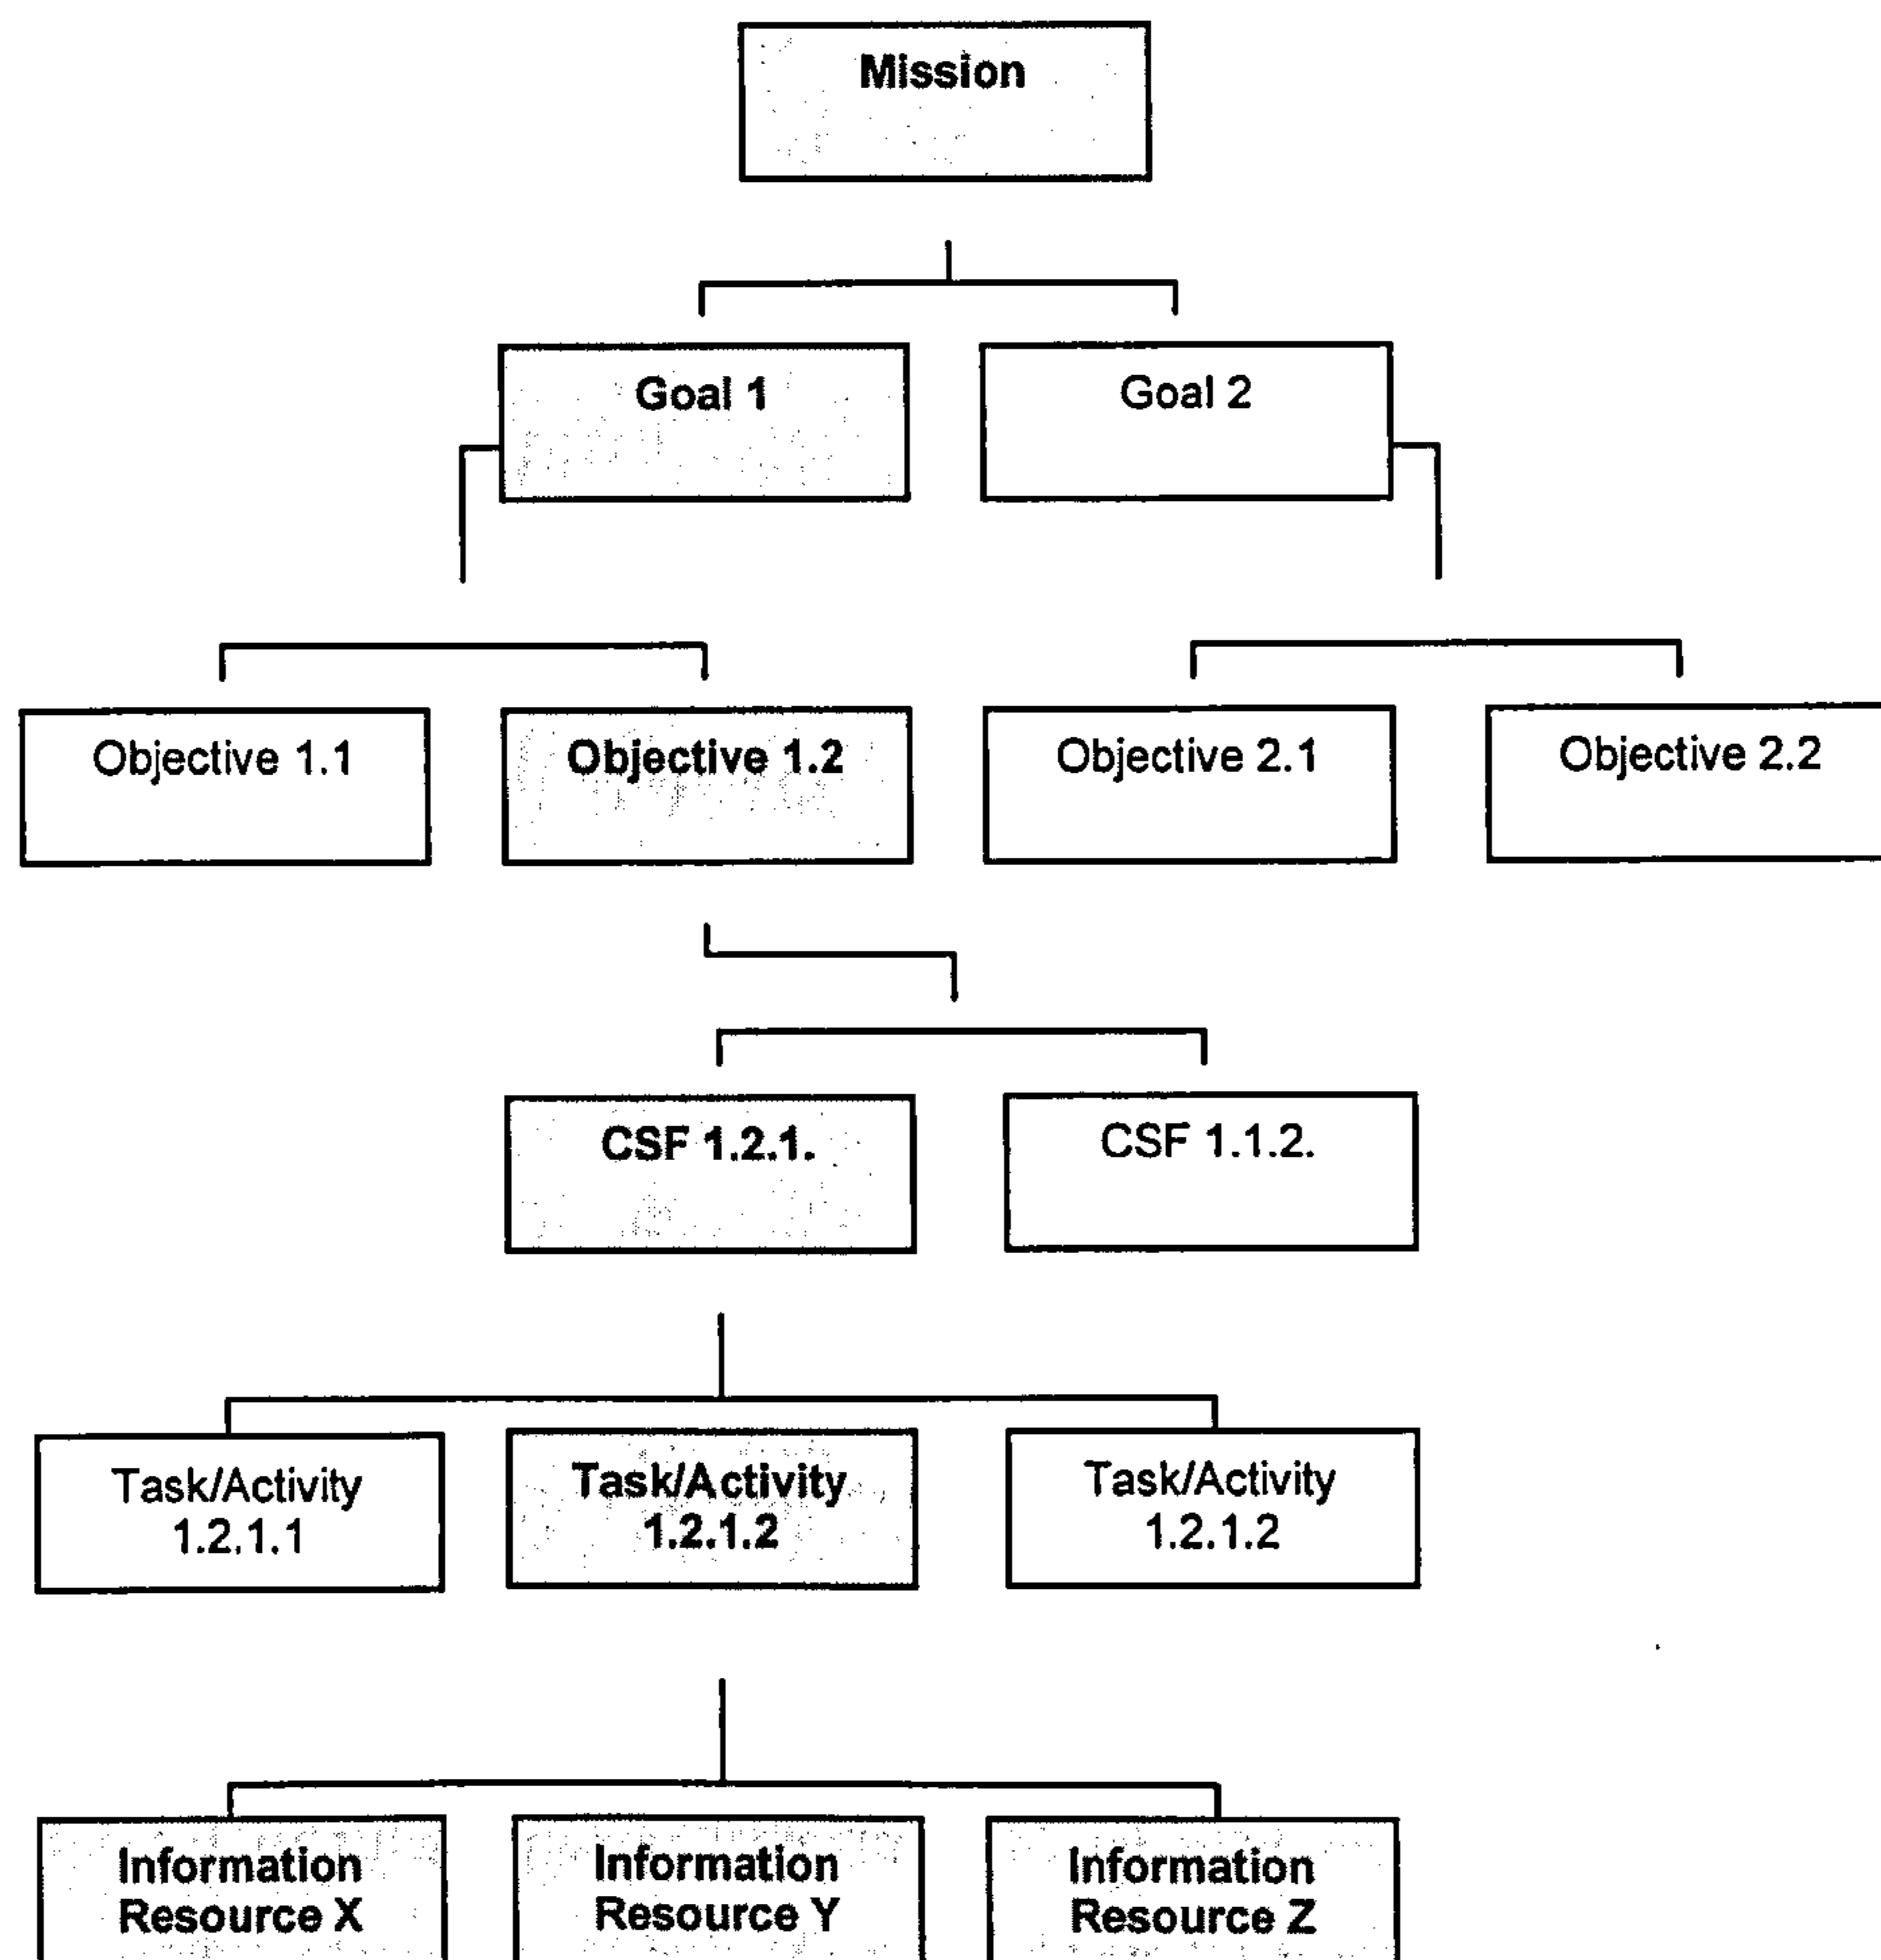 Mission
Goal 1
Goal 2
Objective 1.1
Objective 1.2
Objective 2.1
Objective 2.2
CSF 1.2.1.
CSF 1.1.2.
Task/Activity
1.2.1.1
Task/Activity
1.2.1.2
Task/Activity
1.2.1.2
Information
Resource X
Information
Resource Y
Information
Resource Z